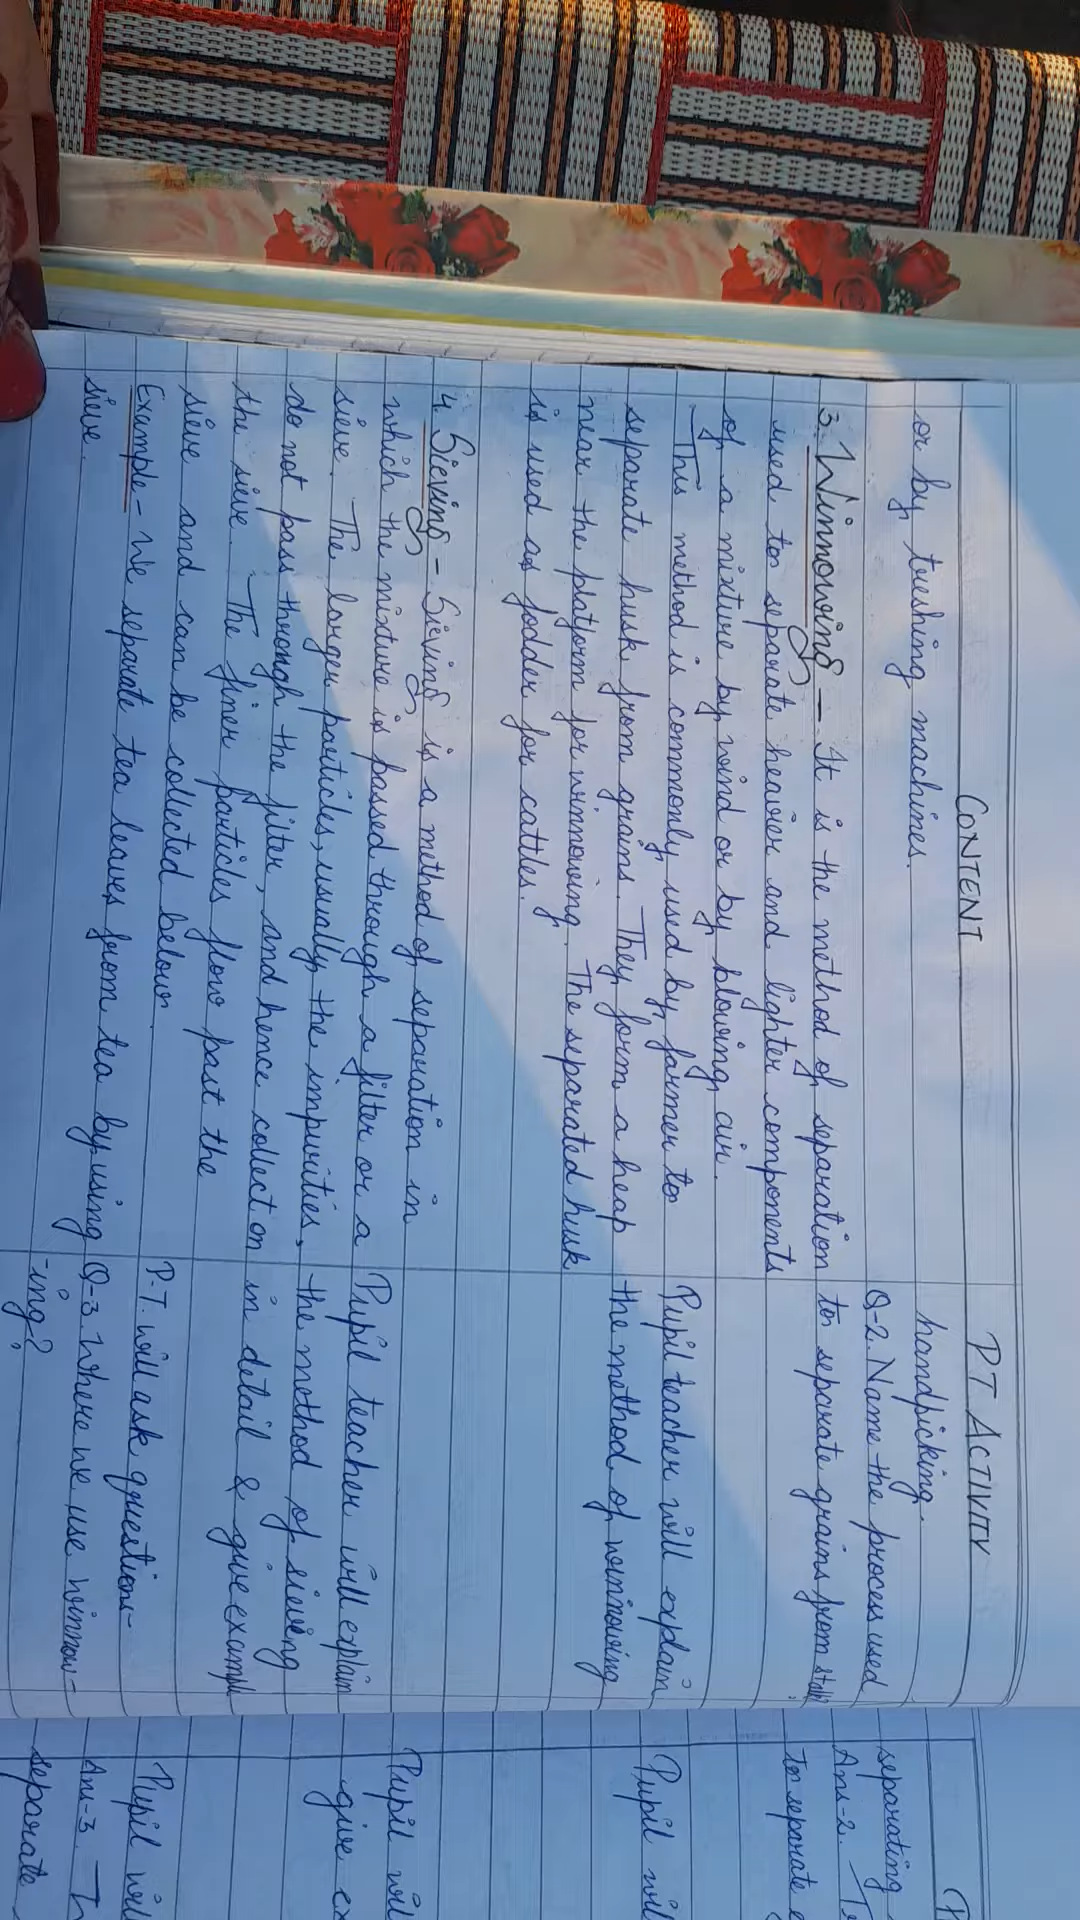 CONTENT
or by treshing machines.
3. Winnowing - It is the method of separation
used to separate heavier and lighter components
of a mixture by wind or by blowing air.
This method is commonly used by farmer to
separate husk from grains. They form a heap
near the platform for winnowing. The separated husk
is used as fodder for cattles.
4. Sieving - Sieving is a method of separation in
which the mixture is passed through a filter or a
sieve. The larger particles, usually the impurities,
do not pass through the filter, and hence collect on
the sieve. The finer particles flow past the
sieve and can be collected below.
Example - We separate tea leaves from tea by using
sieve.
PT ACTIVITY
handpicking.
Q-2. Name the process used
to separate grains from stalk
Pupil teacher will explain
the method of winnowing
Pupil teacher will explain
the method of sieving
in detail & give example
P.T. will ask questions-
Q-3. Where we use winnow-
-ing?
separating
Ans-2. T
to separate
Pupil wil
Pupil wil
give ex
Pupil will
Ans-3. T
separate